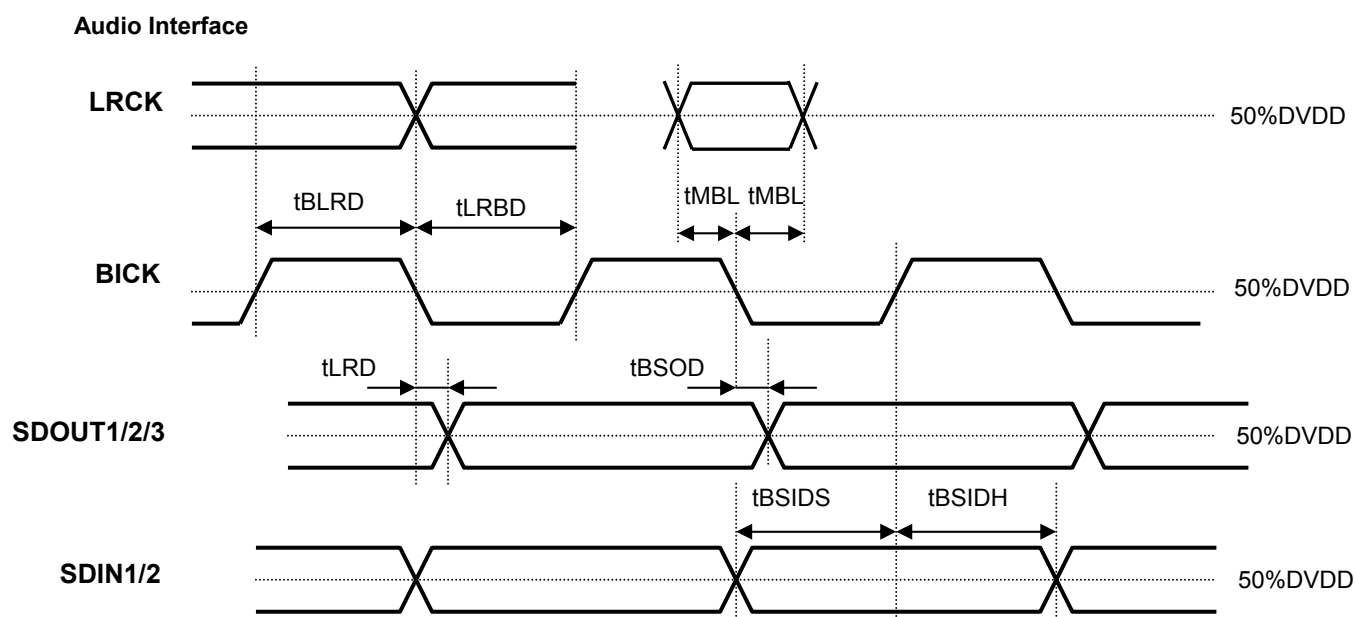 Audio Interface
LRCK
50%DVDD
tBLRD
tLRBD
tMBL
tMBL
BICK
50%DVDD
tLRD
tBSOD
SDOUT1/2/3
50%DVDD
tBSIDS
tBSIDH
SDIN1/2
50%DVDD